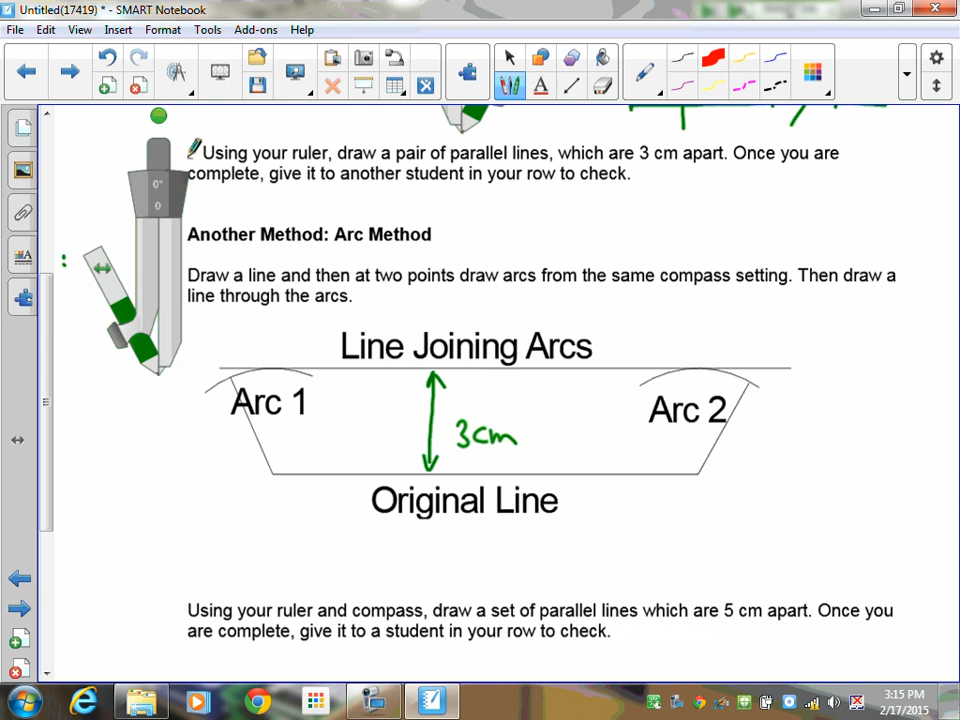 Untitled(17419) * - SMART Notebook
File Edit View Insert Format Tools Add-ons Help
Using your ruler, draw a pair of parallel lines, which are 3 cm apart. Once you are
complete, give it to another student in your row to check.
0°
0
Another Method: Arc Method
:
Draw a line and then at two points draw arcs from the same compass setting. Then draw a
line through the arcs.
Line Joining Arcs
Arc 1
Arc 2
3cm
Original Line
Using your ruler and compass, draw a set of parallel lines which are 5 cm apart. Once you
are complete, give it to a student in your row to check.
3:15 PM
2/17/2015